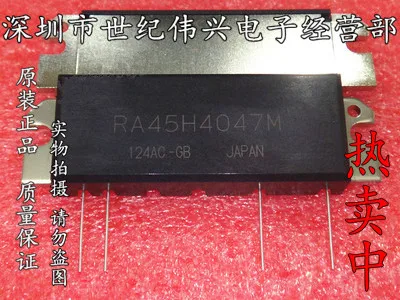 深圳市世纪伟兴电子经营部
原装正品 质量保证
实物拍摄 请勿盗图
RA45H4047M
124AC-GB JAPAN
热卖中